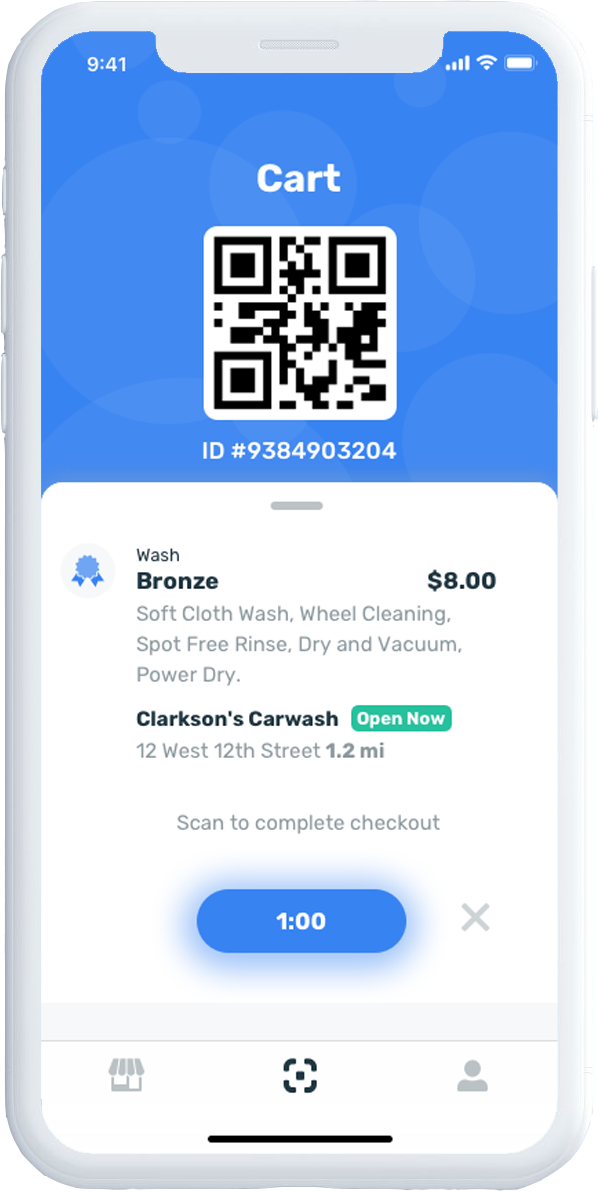 9:41
Cart
ID #9384903204
Wash
Bronze $8.00
Soft Cloth Wash, Wheel Cleaning,
Spot Free Rinse, Dry and Vacuum,
Power Dry.
Clarkson's Carwash Open Now
12 West 12th Street 1.2 mi
Scan to complete checkout
1:00